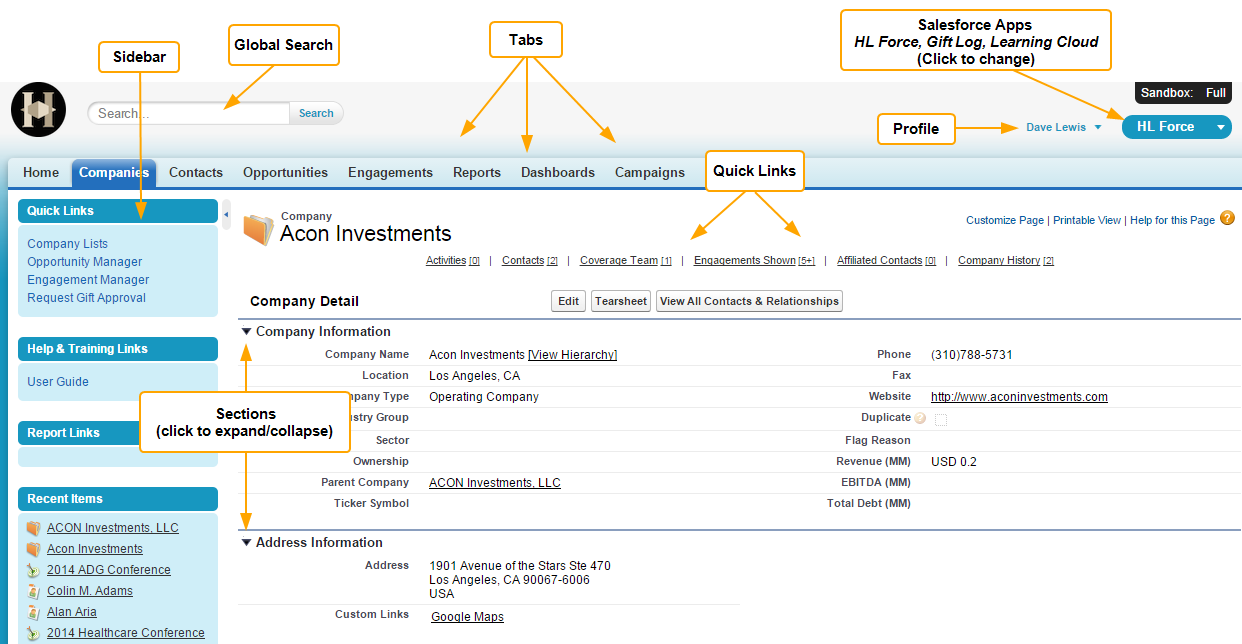 Salesforce Apps
HL Force, Gift Log, Learning Cloud
(Click to change)
Tabs
Global Search
Sidebar
Sandbox: Full
H
Search...
Search
Profile
Dave Lewis
HL Force
Home Companies Contacts Opportunities Engagements Reports Dashboards Campaigns
Quick Links
Quick Links
Company Lists
Opportunity Manager
Engagement Manager
Request Gift Approval
Help & Training Links
User Guide
Report Links
Recent Items
ACON Investments, LLC
Acon Investments
2014 ADG Conference
Colin M. Adams
Alan Aria
2014 Healthcare Conference
Company
Acon Investments
Customize Page | Printable View | Help for this Page ?
Activities [0] | Contacts [2] | Coverage Team [1] | Engagements Shown [5+] | Affiliated Contacts [0] | Company History [2]
Company Detail
Edit Tearsheet View All Contacts & Relationships
Company Information
Company Name Acon Investments [View Hierarchy] Phone (310)788-5731
Location Los Angeles, CA Fax
mpany Type Operating Company Website http://www.aconinvestments.com
Sections
(click to expand/collapse)
stry Group Duplicate ?
Sector Flag Reason
Ownership Revenue (MM) USD 0.2
Parent Company ACON Investments, LLC EBITDA (MM)
Ticker Symbol Total Debt (MM)
Address Information
Address 1901 Avenue of the Stars Ste 470
Los Angeles, CA 90067-6006
USA
Custom Links Google Maps